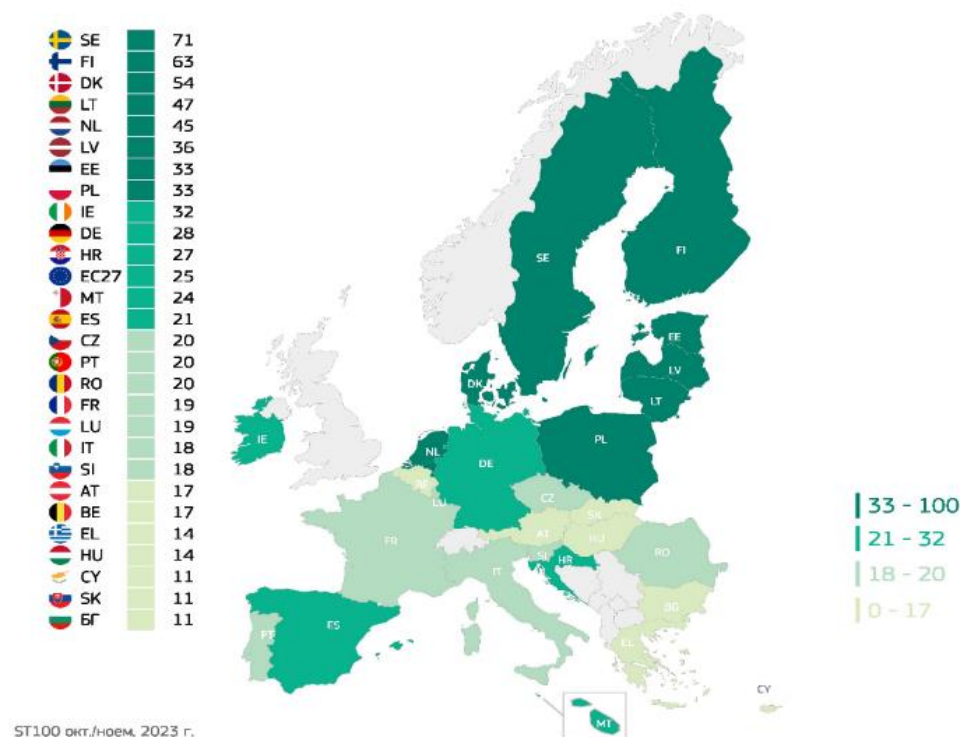 SE 71
FI 63
DK 54
LT 47
NL 45
LV 36
EE 33
PL 33
IE 32
DE 28
HR 27
EC27 25
MT 24
ES 21
CZ 20
PT 20
RO 20
FR 19
LU 19
IT 18
SI 18
AT 17
BE 17
EL 14
HU 14
CY 11
SK 11
БГ 11
SE
FI
EE
LV
LT
DK
IE
NL
DE
PL
BE
LU
CZ
SK
FR
AT
HU
SI
HR
RO
IT
BG
PT
ES
EL
CY
MT
33 - 100
21 - 32
18 - 20
0 - 17
ST100 окт./ноем. 2023 г.